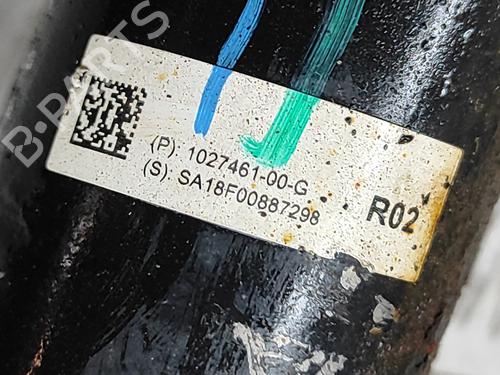 B-PARTS
(P): 1027461-00-G
(S): SA18F00887298
R02